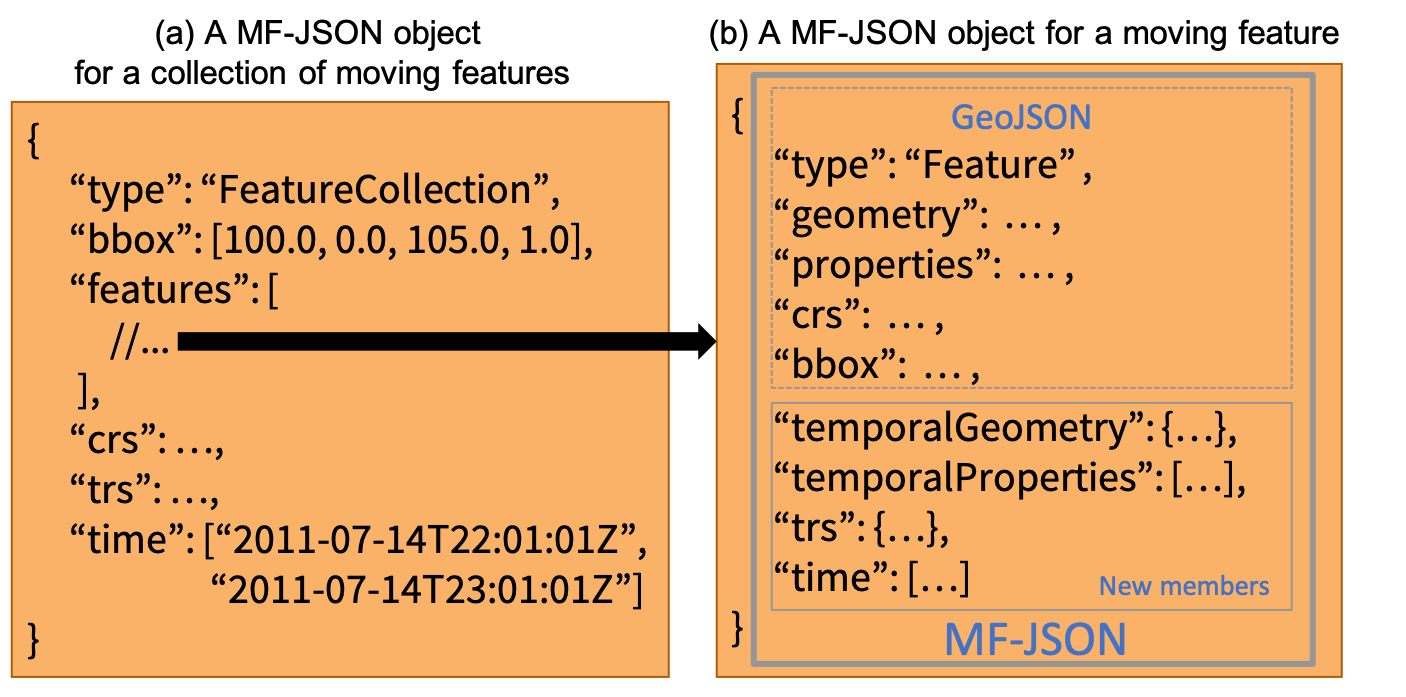 (a) A MF-JSON object
for a collection of moving features
{
“type”: “FeatureCollection”,
“bbox”: [100.0, 0.0, 105.0, 1.0],
“features”: [
//...
],
“crs”: …,
“trs”: …,
“time”: [“2011-07-14T22:01:01Z”,
“2011-07-14T23:01:01Z”]
}
(b) A MF-JSON object for a moving feature
{
GeoJSON
“type”: “Feature”,
“geometry”: … ,
“properties”: … ,
“crs”: … ,
“bbox”: … ,
“temporalGeometry”: {…},
“temporalProperties”: […],
“trs”: {…},
“time”: […]
New members
}
MF-JSON